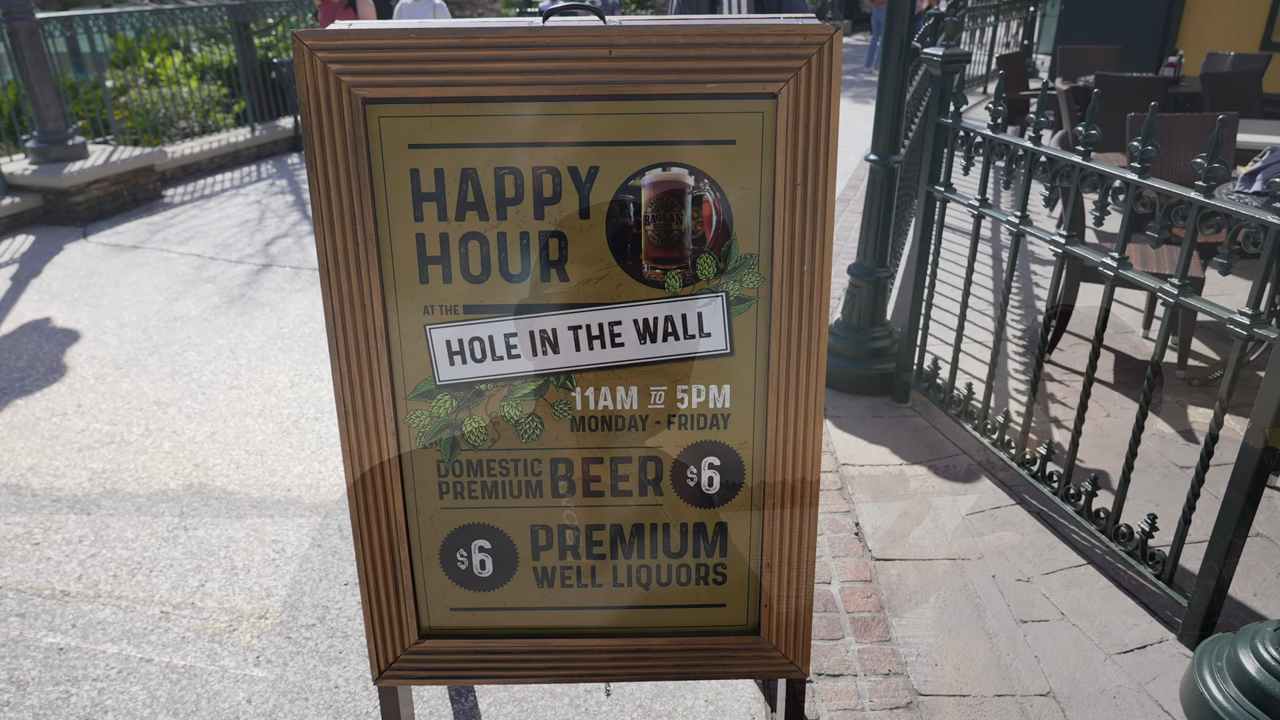 HAPPY
HOUR
RAGLAN
AT THE
HOLE IN THE WALL
11AM TO 5PM
MONDAY - FRIDAY
DOMESTIC
PREMIUM
BEER
$6
$6
PREMIUM
WELL LIQUORS